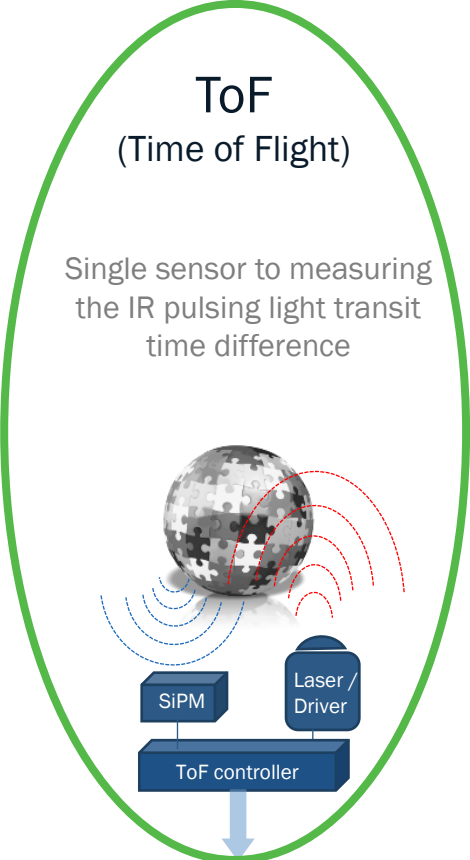 ToF
(Time of Flight)
Single sensor to measuring
the IR pulsing light transit
time difference
SiPM
Laser /
Driver
ToF controller